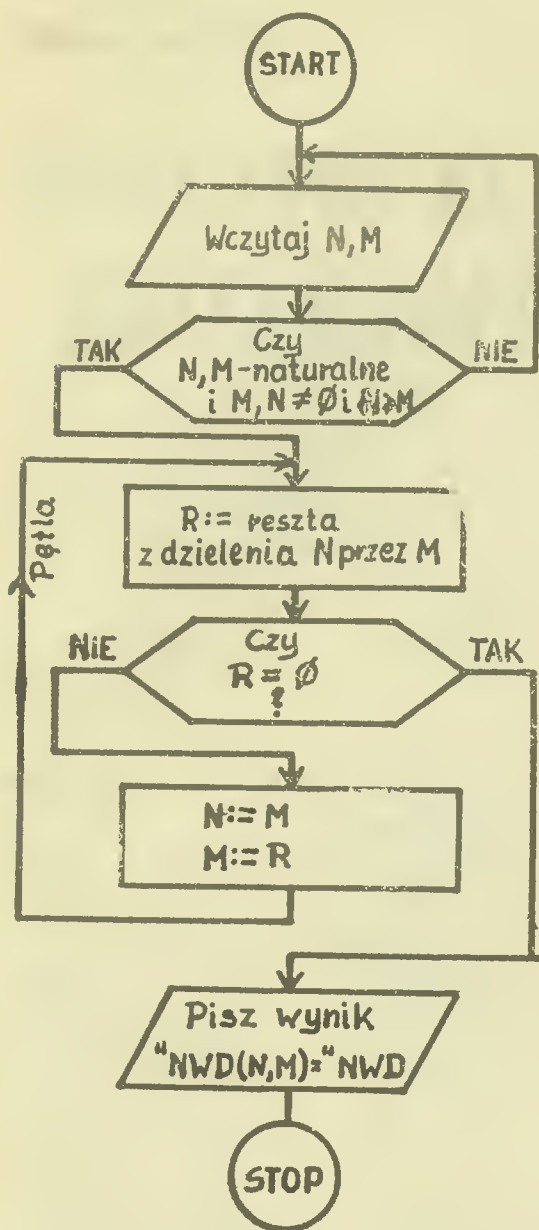 START
Wczytaj N,M
TAK
Czy
NIE
N,M-naturalne
i M,N ≠ Ø i N≥M
Pętla
R:= reszta
z dzielenia N przez M
NIE
Czy
TAK
R = Ø
?
N:= M
M:= R
Pisz wynik
"NWD(N,M)=" NWD
STOP